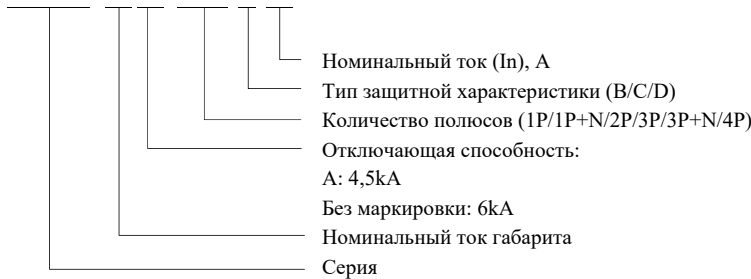 Номинальный ток (In), А
Тип защитной характеристики (B/C/D)
Количество полюсов (1P/1P+N/2P/3P/3P+N/4P)
Отключающая способность:
А: 4,5kA
Без маркировки: 6kA
Номинальный ток габарита
Серия